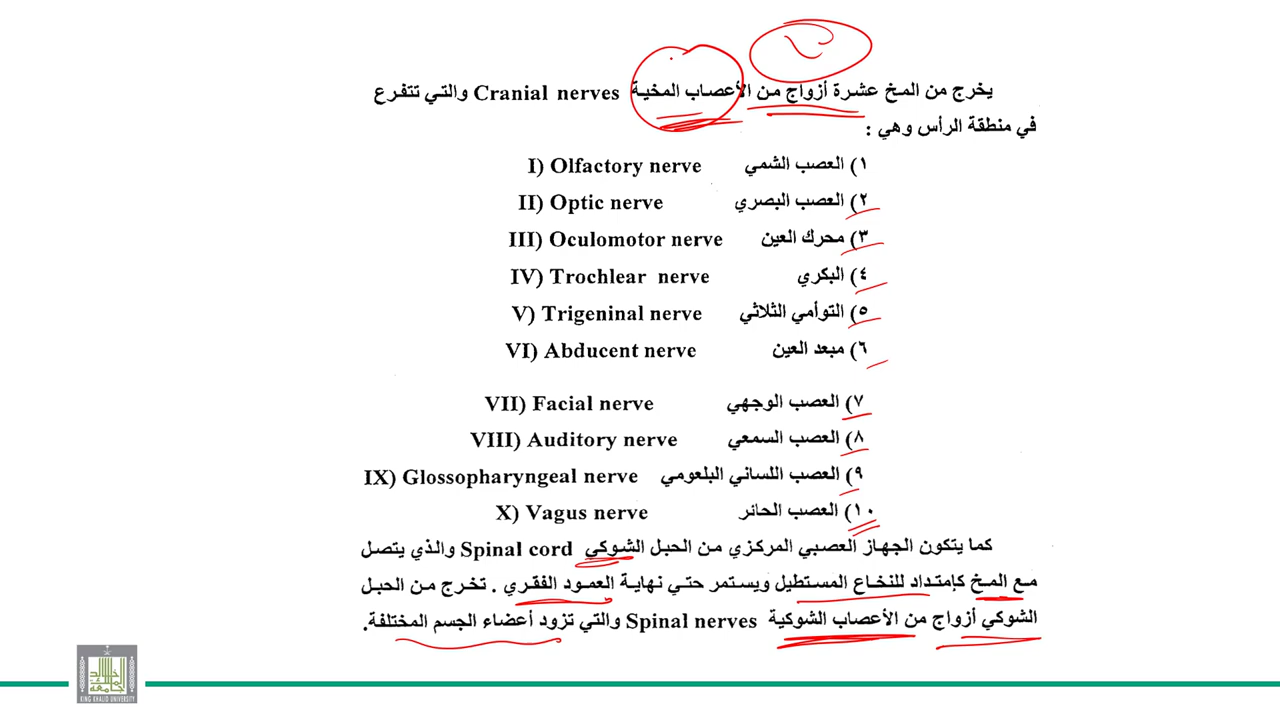 يخرج من المخ عشرة أزواج من الأعصاب المخية Cranial nerves والتي تتفرع
في منطقة الرأس وهي :
١) العصب الشمي I) Olfactory nerve
٢) العصب البصري II) Optic nerve
٣) محرك العين III) Oculomotor nerve
٤) البكري IV) Trochlear nerve
٥) التوأمي الثلاثي V) Trigeninal nerve
٦) مبعد العين VI) Abducent nerve
٧) العصب الوجهي VII) Facial nerve
٨) العصب السمعي VIII) Auditory nerve
٩) العصب اللساني البلعومي IX) Glossopharyngeal nerve
١٠) العصب الحائر X) Vagus nerve
كما يتكون الجهاز العصبي المركزي من الحبل الشوكي Spinal cord والذي يتصل
مع المخ كإمتداد للنخاع المستطيل ويستمر حتي نهاية العمود الفقري . تخرج من الحبل
الشوكي أزواج من الأعصاب الشوكية Spinal nerves والتي تزود أعضاء الجسم المختلفة.
KING KHALID UNIVERSITY